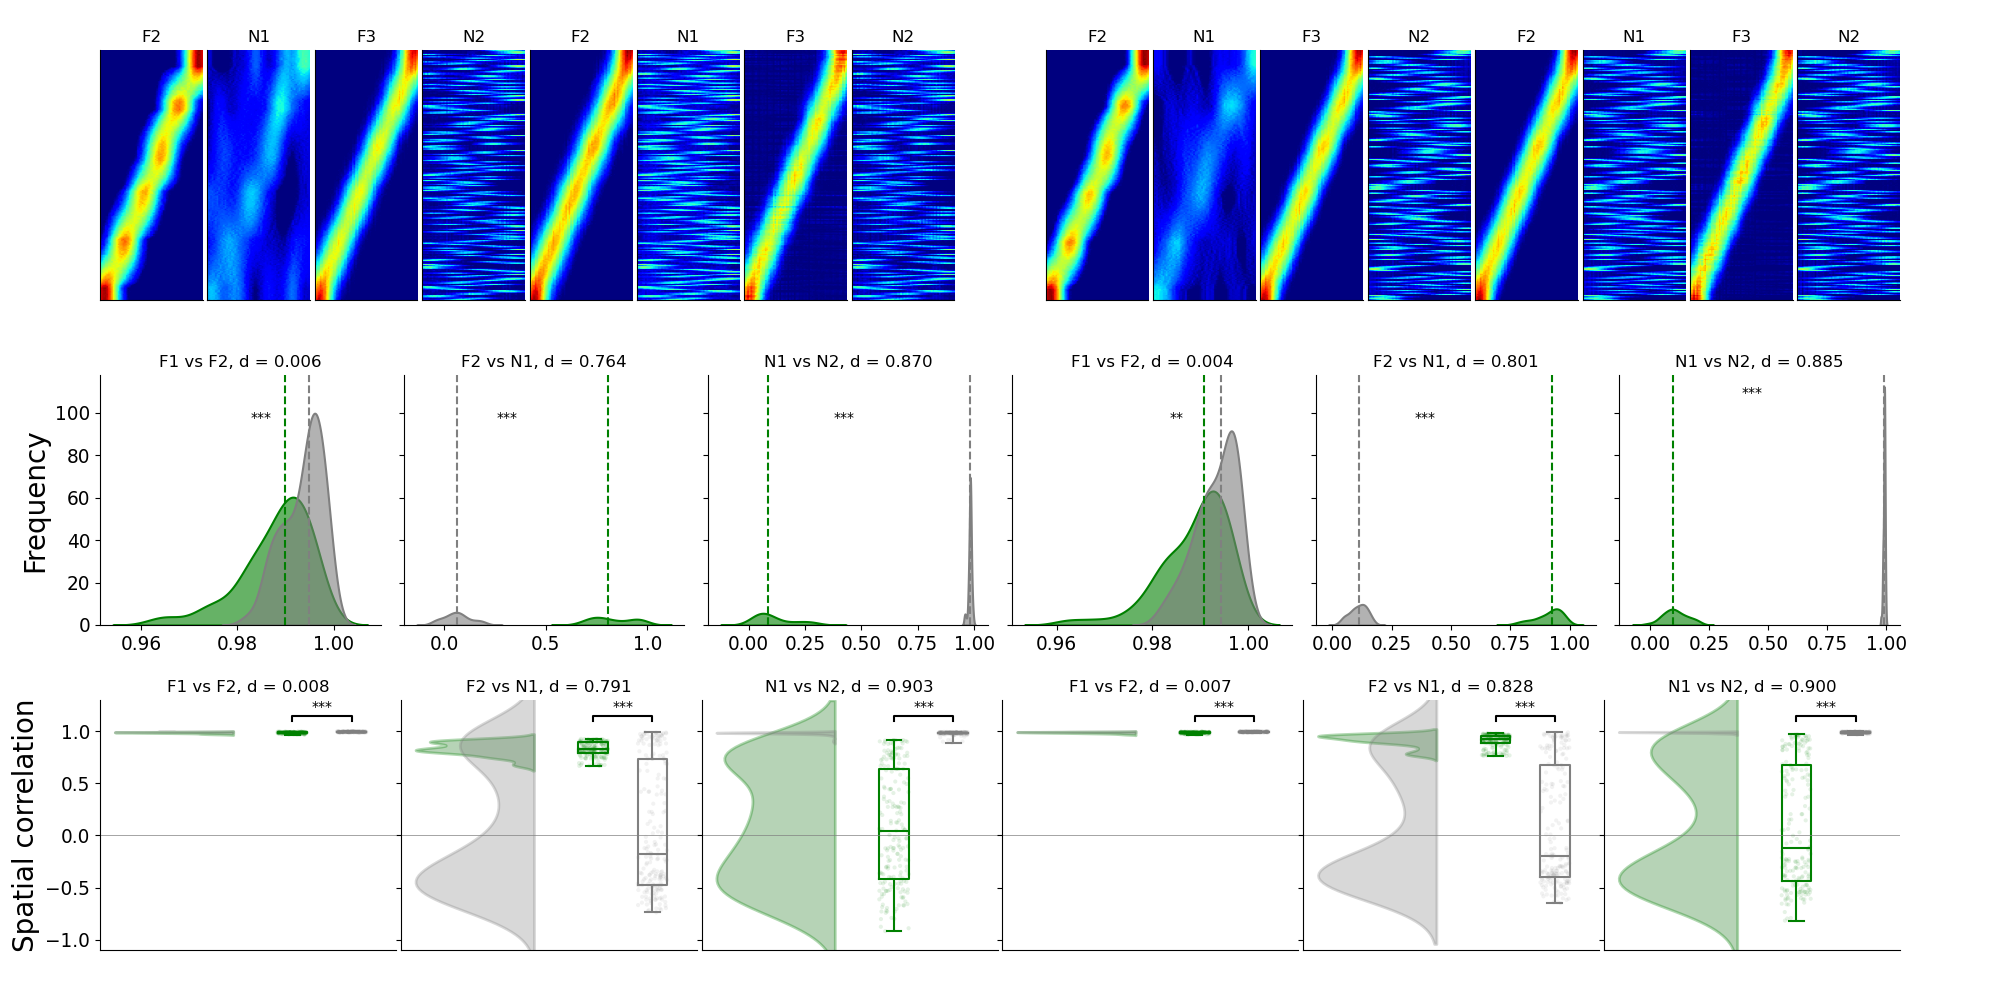 F2 N1 F3 N2 F2 N1 F3 N2 F2 N1 F3 N2 F2 N1 F3 N2
F1 vs F2, d = 0.006 F2 vs N1, d = 0.764 N1 vs N2, d = 0.870 F1 vs F2, d = 0.004 F2 vs N1, d = 0.801 N1 vs N2, d = 0.885
*** *** *** ** *** ***
Frequency
100
80
60
40
20
0
0.96 0.98 1.00 0.0 0.5 1.0 0.00 0.25 0.50 0.75 1.00 0.96 0.98 1.00 0.00 0.25 0.50 0.75 1.00 0.00 0.25 0.50 0.75 1.00
F1 vs F2, d = 0.008 F2 vs N1, d = 0.791 N1 vs N2, d = 0.903 F1 vs F2, d = 0.007 F2 vs N1, d = 0.828 N1 vs N2, d = 0.900
*** *** *** *** *** ***
Spatial correlation
1.0
0.5
0.0
−0.5
−1.0